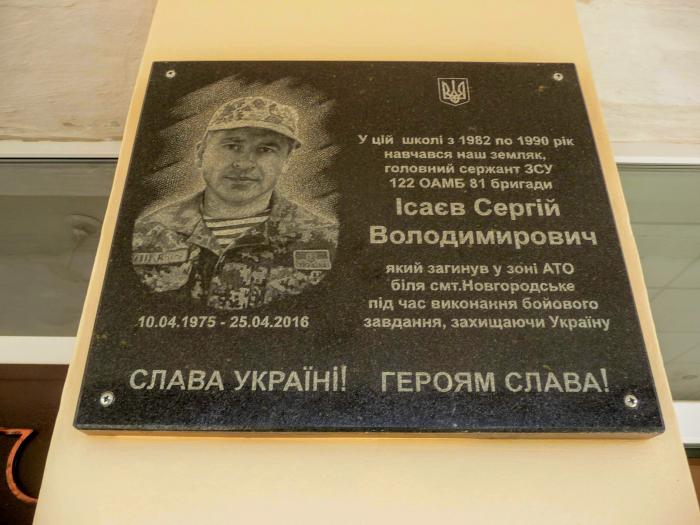 У цій школі з 1982 по 1990 рік
навчався наш земляк,
головний сержант ЗСУ
122 ОАМБ 81 бригади
Ісаєв Сергій
Володимирович
який загинув у зоні АТО
біля смт.Новгородське
під час виконання бойового
завдання, захищаючи Україну
10.04.1975 - 25.04.2016
СЛАВА УКРАЇНІ! ГЕРОЯМ СЛАВА!